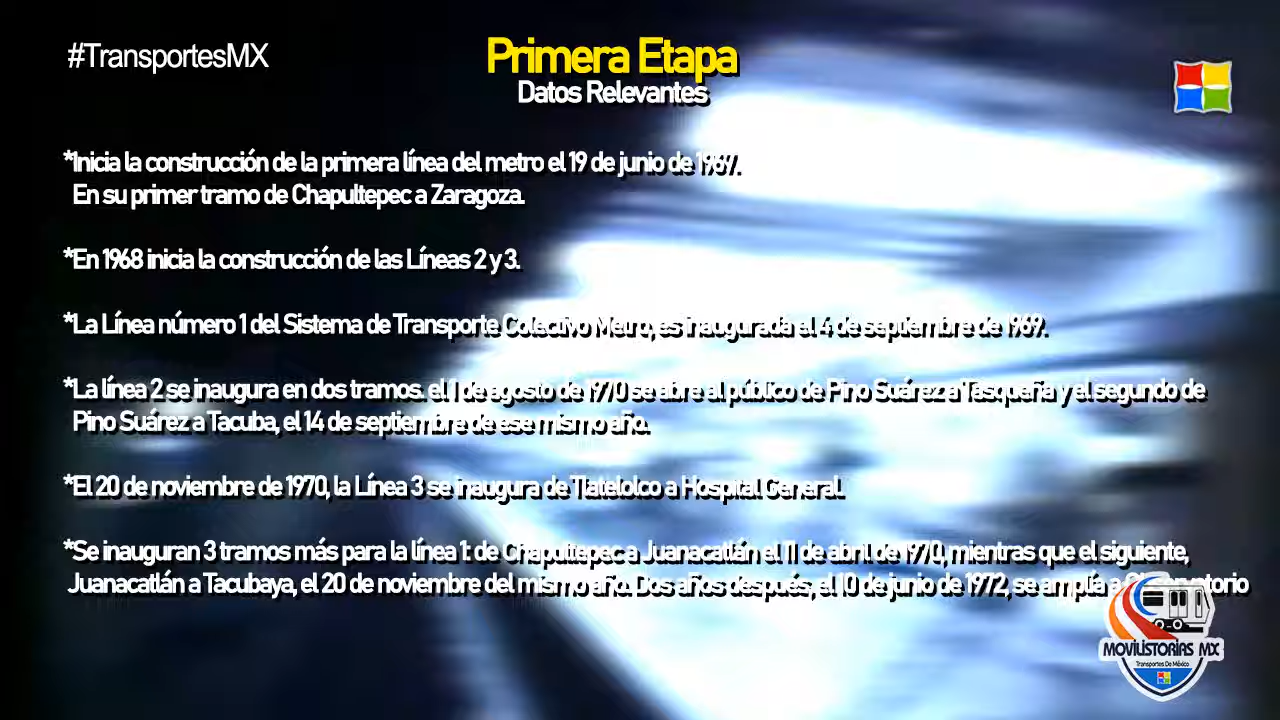 #TransportesMX
Primera Etapa
Datos Relevantes
*Inicia la construcción de la primera línea del metro el 19 de junio de 1967.
En su primer tramo de Chapultepec a Zaragoza.
*En 1968 inicia la construcción de las Líneas 2 y 3.
*La Línea número 1 del Sistema de Transporte Colectivo Metro, es inaugurada el 4 de septiembre de 1969.
*La línea 2 se inaugura en dos tramos. el 1 de agosto de 1970 se abre al público de Pino Suárez a Tasqueña y el segundo de
Pino Suárez a Tacuba, el 14 de septiembre de ese mismo año.
*El 20 de noviembre de 1970, la Línea 3 se inaugura de Tlatelolco a Hospital General.
*Se inauguran 3 tramos más para la línea 1: de Chapultepec a Juanacatlán el 11 de abril de 1970, mientras que el siguiente,
Juanacatlán a Tacubaya, el 20 de noviembre del mismo año. Dos años después, el 10 de junio de 1972, se amplía a Observatorio
MOVILISTORIAS MX
Transportes De México